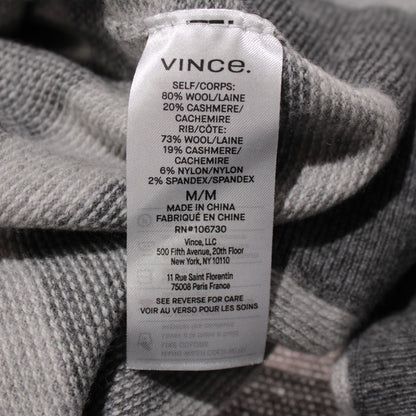 VINCE.
SELF/CORPS:
80% WOOL/LAINE
20% CASHMERE/
CACHEMIRE
RIB/CÔTE:
73% WOOL/LAINE
19% CASHMERE/
CACHEMIRE
6% NYLON/NYLON
2% SPANDEX/SPANDEX
M/M
MADE IN CHINA
FABRIQUÉ EN CHINE
RN#106730
Vince, LLC
500 Fifth Avenue, 20th Floor
New York, NY 10110
11 Rue Saint Florentin
75008 Paris France
SEE REVERSE FOR CARE
VOIR AU VERSO POUR LES SOINS